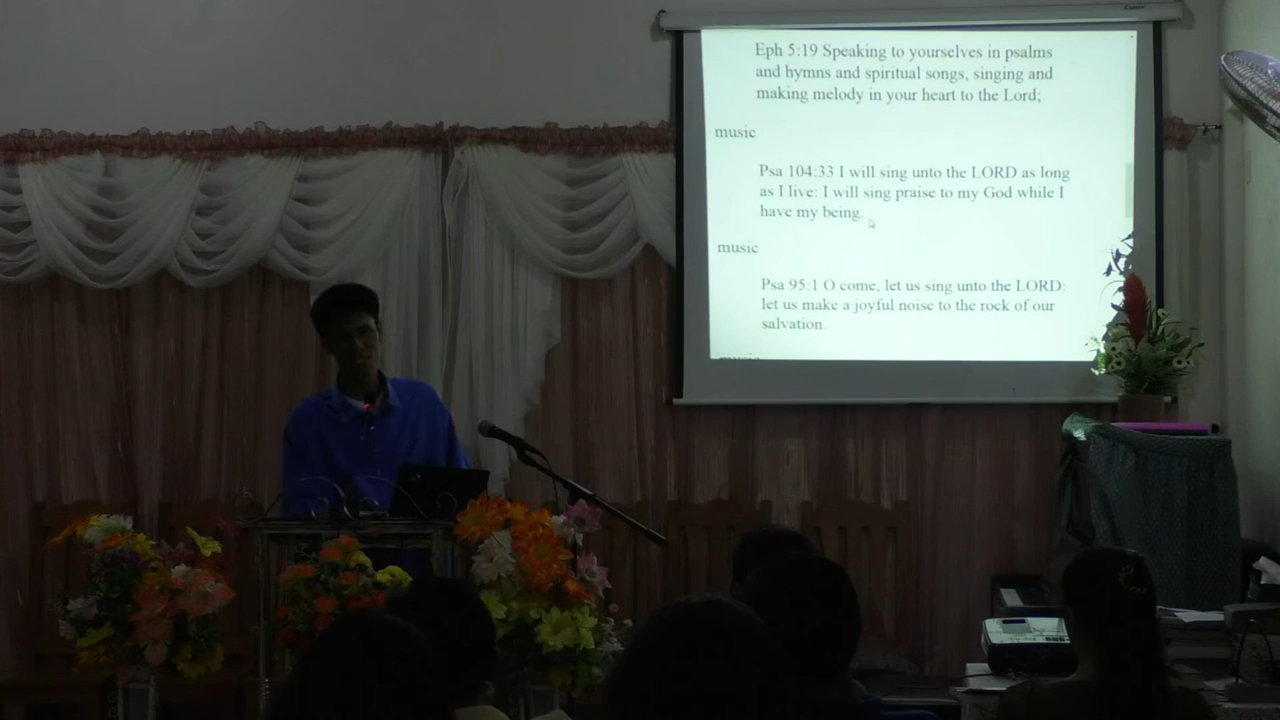 Eph 5:19 Speaking to yourselves in psalms
and hymns and spiritual songs, singing and
making melody in your heart to the Lord;
music
Psa 104:33 I will sing unto the LORD as long
as I live: I will sing praise to my God while I
have my being.
music
Psa 95:1 O come, let us sing unto the LORD:
let us make a joyful noise to the rock of our
salvation.